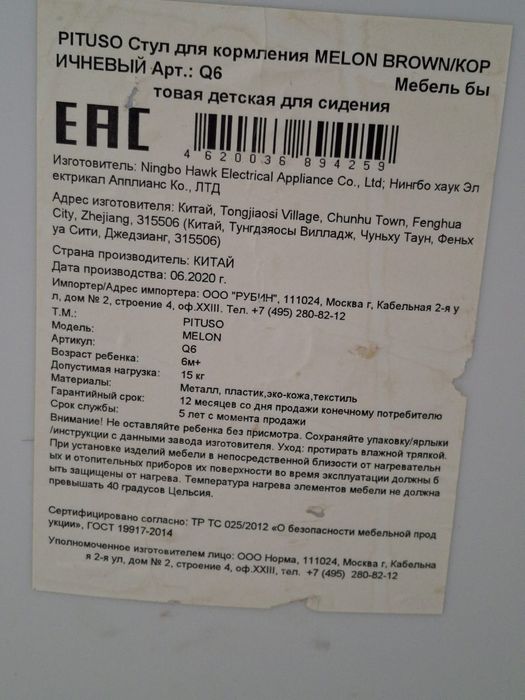 PITUSO Стул для кормления MELON BROWN/КОР
ИЧНЕВЫЙ Арт.: Q6
Мебель бы
товая детская для сидения
EAC
4 620036 894259
Изготовитель: Ningbo Hawk Electrical Appliance Co., Ltd; Нингбо хаук Эл
ектрикал Апплианс Ко., ЛТД
Адрес изготовителя: Китай, Tongjiaosi Village, Chunhu Town, Fenghua
City, Zhejiang, 315506 (Китай, Тунгдзяосы Вилладж, Чуньху Таун, Феньх
уа Сити, Джедзианг, 315506)
Страна производитель: КИТАЙ
Дата производства: 06.2020 г.
Импортер/Адрес импортера: ООО "РУБИН", 111024, Москва г, Кабельная 2-я у
л, дом № 2, строение 4, оф.XXIII. Тел. +7 (495) 280-82-12
Т.М.: PITUSO
Модель: MELON
Артикул: Q6
Возраст ребенка: 6м+
Допустимая нагрузка: 15 кг
Материалы: Металл, пластик,эко-кожа,текстиль
Гарантийный срок: 12 месяцев со дня продажи конечному потребителю
Срок службы: 5 лет с момента продажи
Внимание! Не оставляйте ребенка без присмотра. Сохраняйте упаковку/ярлыки
/инструкции с данными завода изготовителя. Уход: протирать влажной тряпкой.
При установке изделий мебели в непосредственной близости от нагревательн
ых и отопительных приборов их поверхности во время эксплуатации должны б
ыть защищены от нагрева. Температура нагрева элементов мебели не должна
превышать 40 градусов Цельсия.
Сертифицировано согласно: ТР ТС 025/2012 «О безопасности мебельной прод
укции», ГОСТ 19917-2014
Уполномоченное изготовителем лицо: ООО Норма, 111024, Москва г, Кабельна
я 2-я ул, дом № 2, строение 4, оф.XXIII, тел. +7 (495) 280-82-12